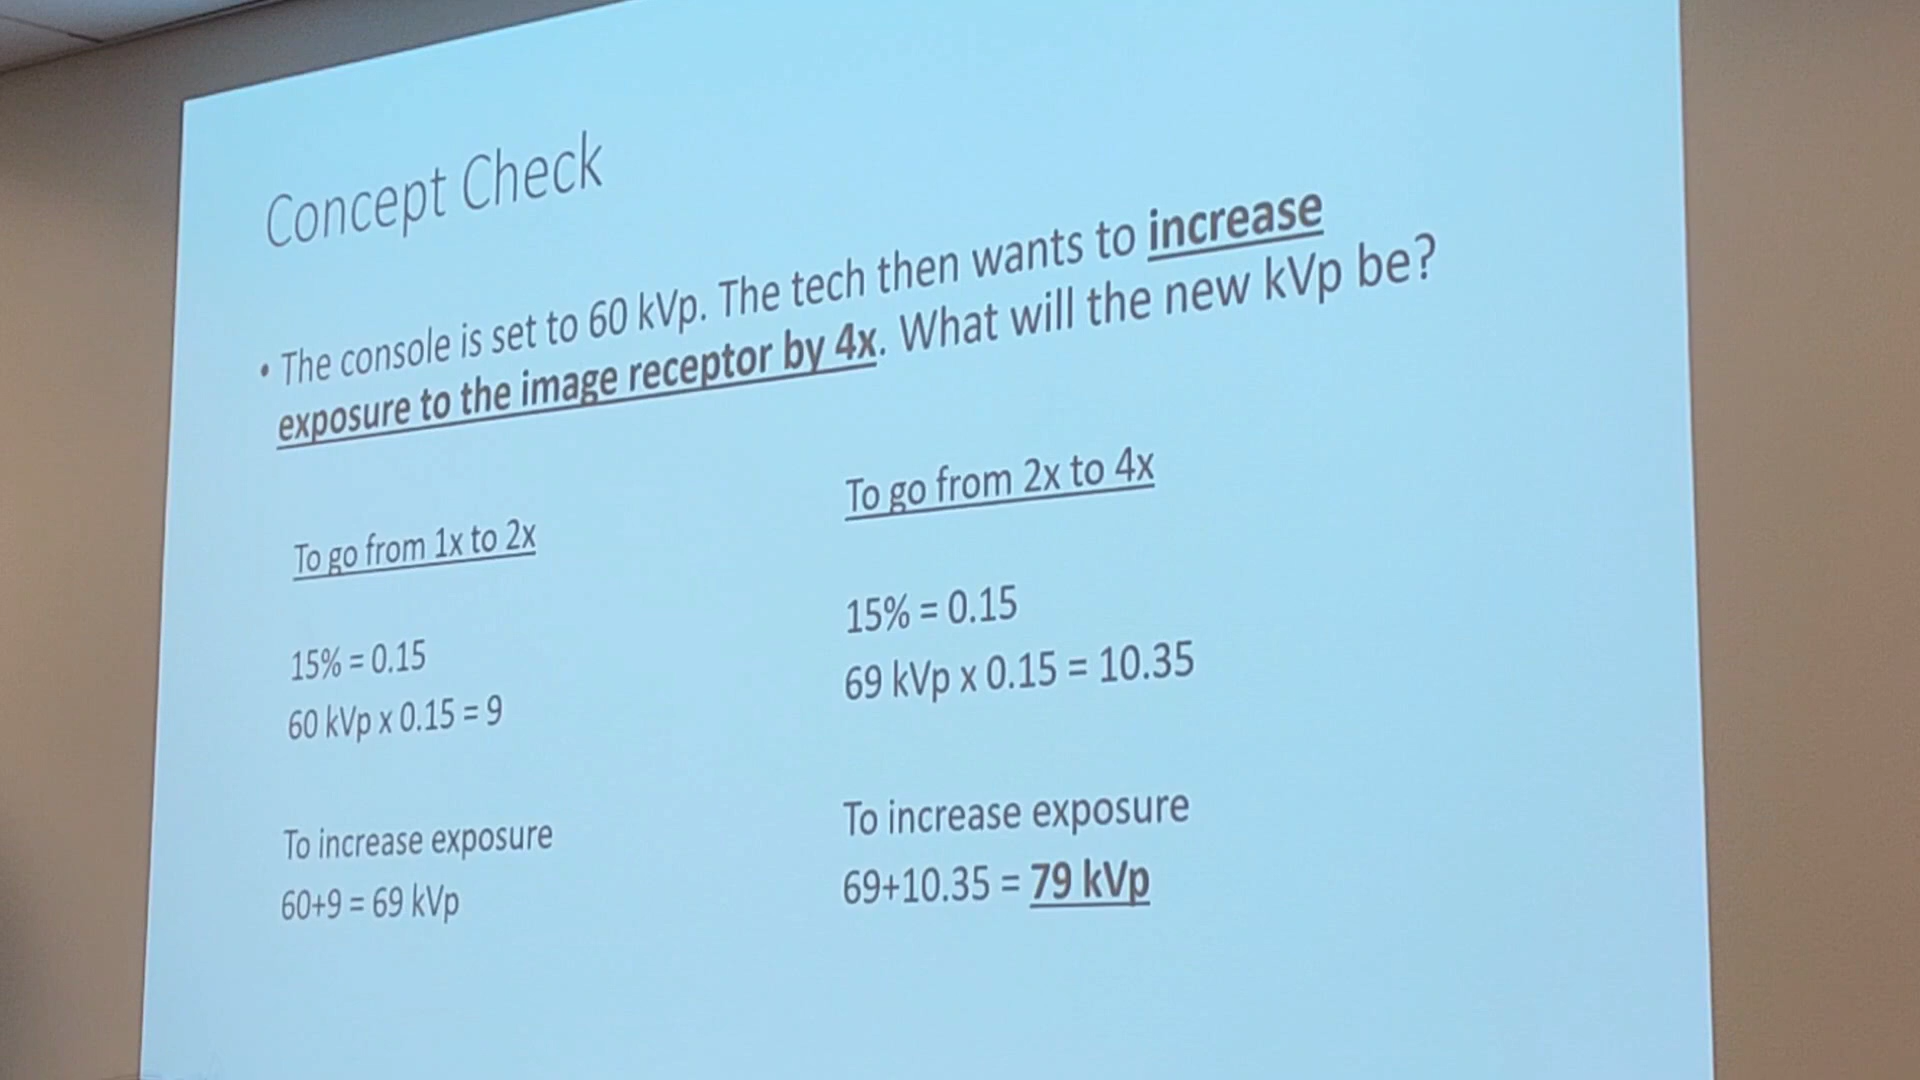 Concept Check
• The console is set to 60 kVp. The tech then wants to increase
exposure to the image receptor by 4x. What will the new kVp be?
To go from 1x to 2x
15% = 0.15
60 kVp x 0.15 = 9
To increase exposure
60+9 = 69 kVp
To go from 2x to 4x
15% = 0.15
69 kVp x 0.15 = 10.35
To increase exposure
69+10.35 = 79 kVp